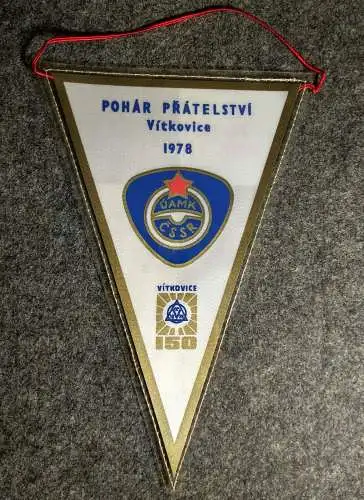 POHÁR PŘÁTELSTVÍ
Vítkovice
1978
ÚAMK
ČSSR
VÍTKOVICE
150